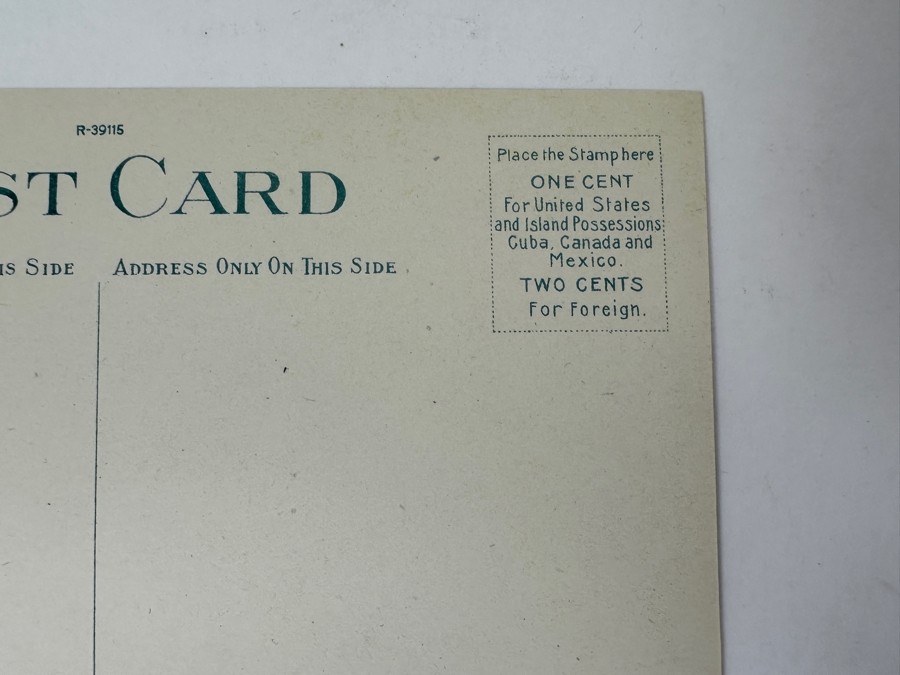 R-39115
ST CARD
IS SIDE ADDRESS ONLY ON THIS SIDE
Place the Stamp here
ONE CENT
For United States
and Island Possessions
Cuba, Canada and
Mexico.
TWO CENTS
For Foreign.